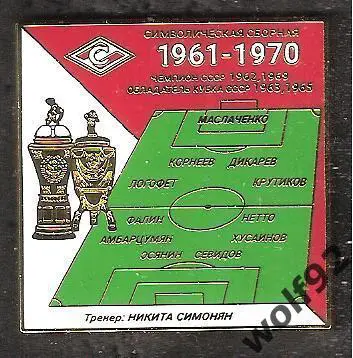 СИМВОЛИЧЕСКАЯ СБОРНАЯ
1961-1970
ЧЕМПИОН СССР 1962,1969
ОБЛАДАТЕЛЬ КУБКА СССР 1963,1965
МАСЛАЧЕНКО
КОРНЕЕВ ДИКАРЕВ
ЛОГОФЕТ КРУТИКОВ
ФАЛИН НЕТТО
АМБАРЦУМЯН ХУСАИНОВ
ОСЯНИН СЕВИДОВ
Тренер: НИКИТА СИМОНЯН
wolf92